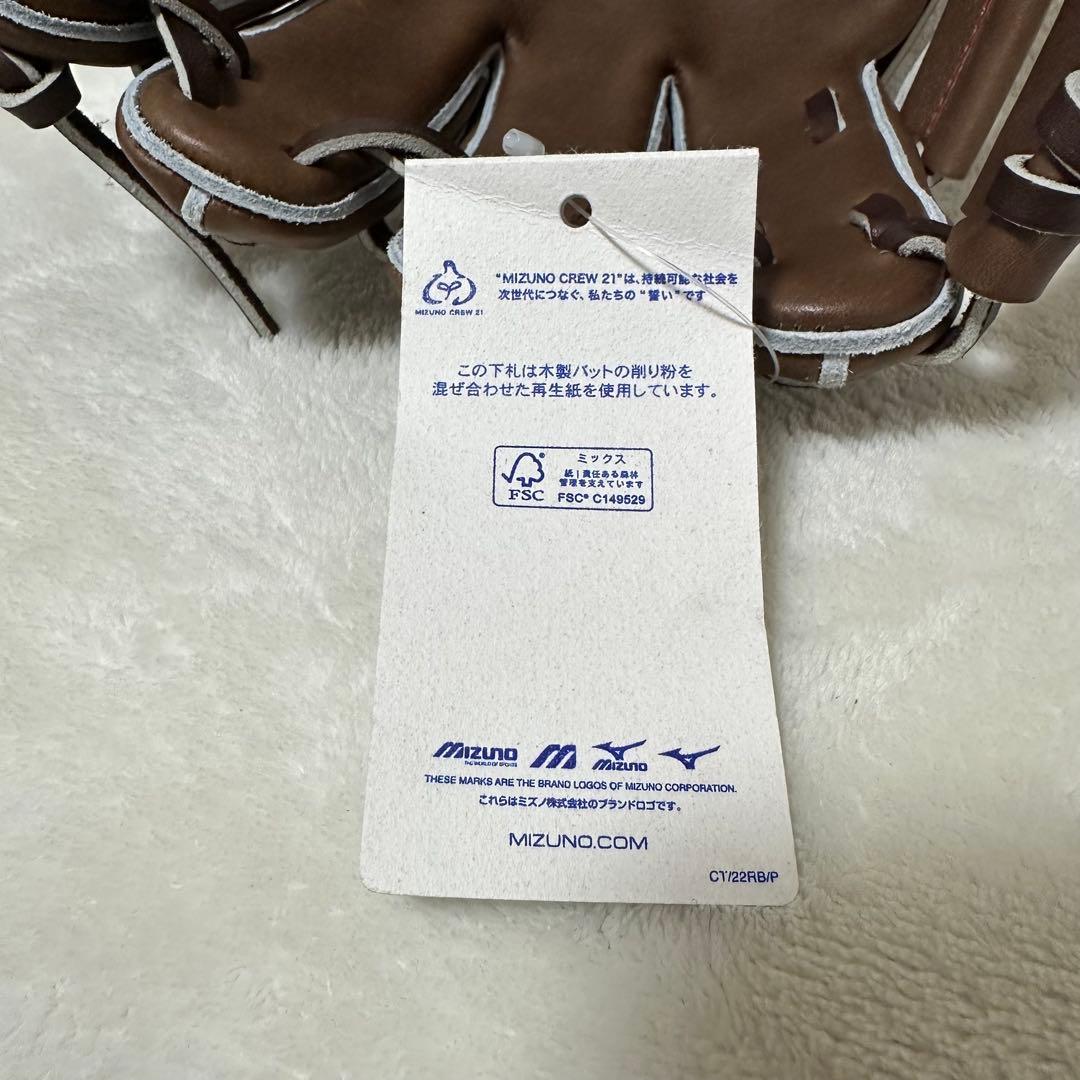 "MIZUNO CREW 21"は、持続可能な社会を
次世代につなぐ、私たちの"誓い"です
MIZUNO CREW 21
この下札は木製バットの削り粉を
混ぜ合わせた再生紙を使用しています。
FSC
ミックス
紙|責任ある森林
管理を支えています
FSC® C149529
MIZUNO
THE WORLD OF SPORTS
MIZUNO
THESE MARKS ARE THE BRAND LOGOS OF MIZUNO CORPORATION.
これらはミズノ株式会社のブランドロゴです。
MIZUNO.COM
CT/22RB/P